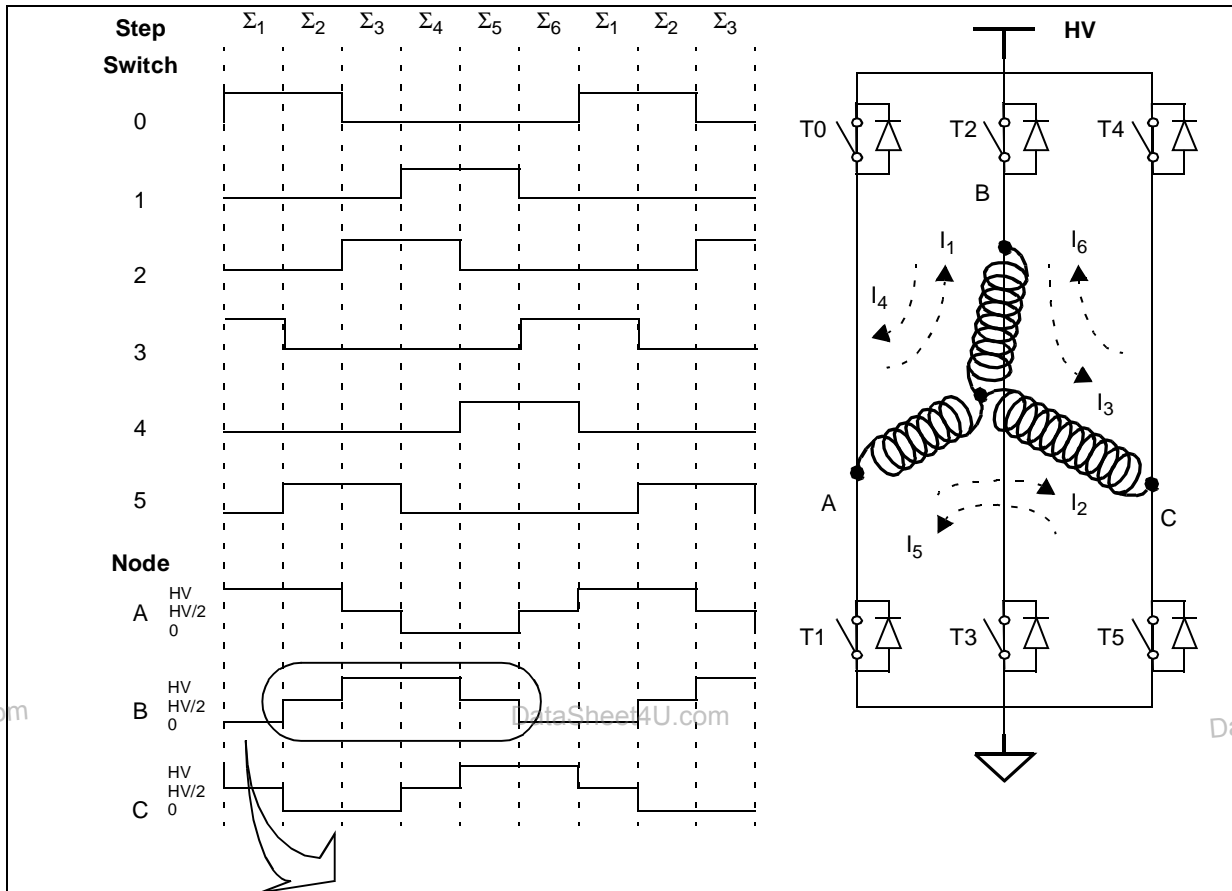 Step Σ1 Σ2 Σ3 Σ4 Σ5 Σ6 Σ1 Σ2 Σ3
Switch
0
1
2
3
4
5
Node
A HV
HV/2
0
B HV
HV/2
0
C HV
HV/2
0
HV
T0 T2 T4
B
I1 I6
I4
I3
A I2 C
I5
T1 T3 T5
om
DataSheet4U.com
Da